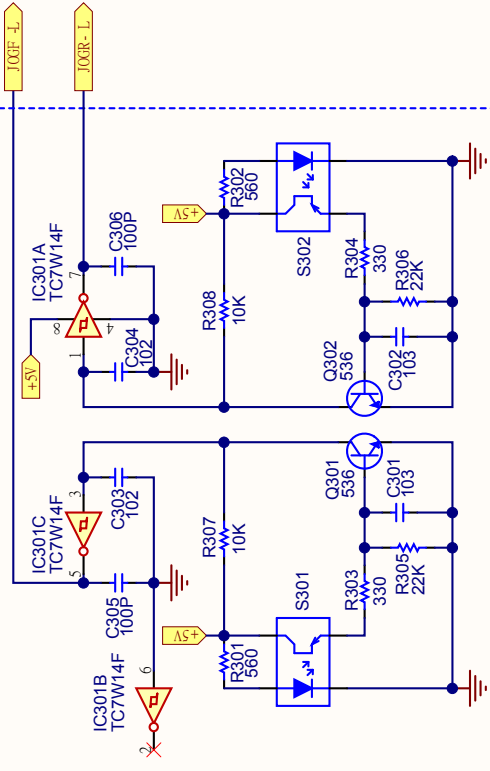 JOGF -L
JOGR- L
IC301A
TC7W14F
C306
100P
7
8
4
1
+5V
C304
102
+5V
R302
560
R308
10K
S302
R304
330
R306
22K
Q302
536
C302
103
IC301C
TC7W14F
3
5
C303
102
C305
100P
R307
10K
Q301
536
C301
103
R303
330
R305
22K
S301
+5V
R301
560
IC301B
TC7W14F
6
2